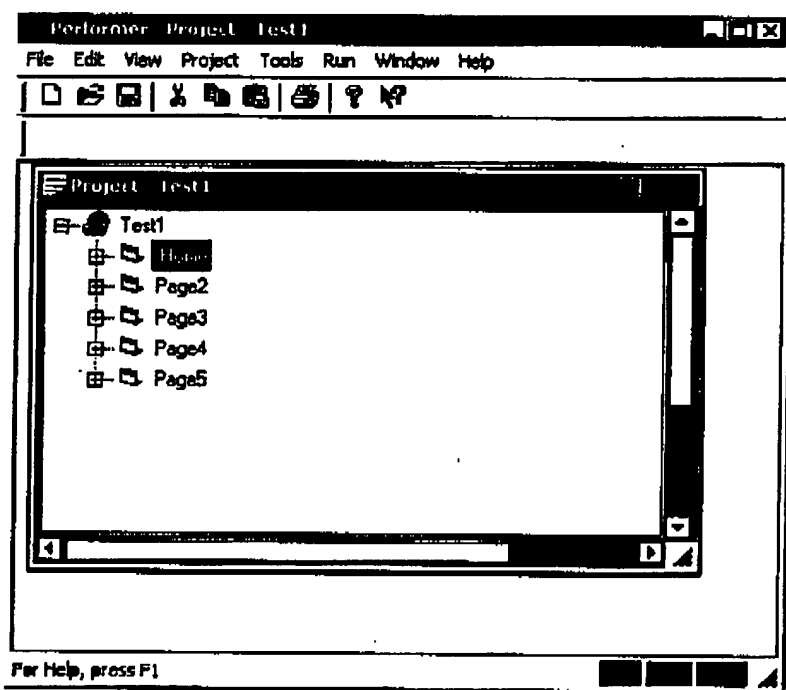 Performer Project Test1
File Edit View Project Tools Run Window Help
Project Test1
Test1
Home
Page2
Page3
Page4
Page5
For Help, press F1